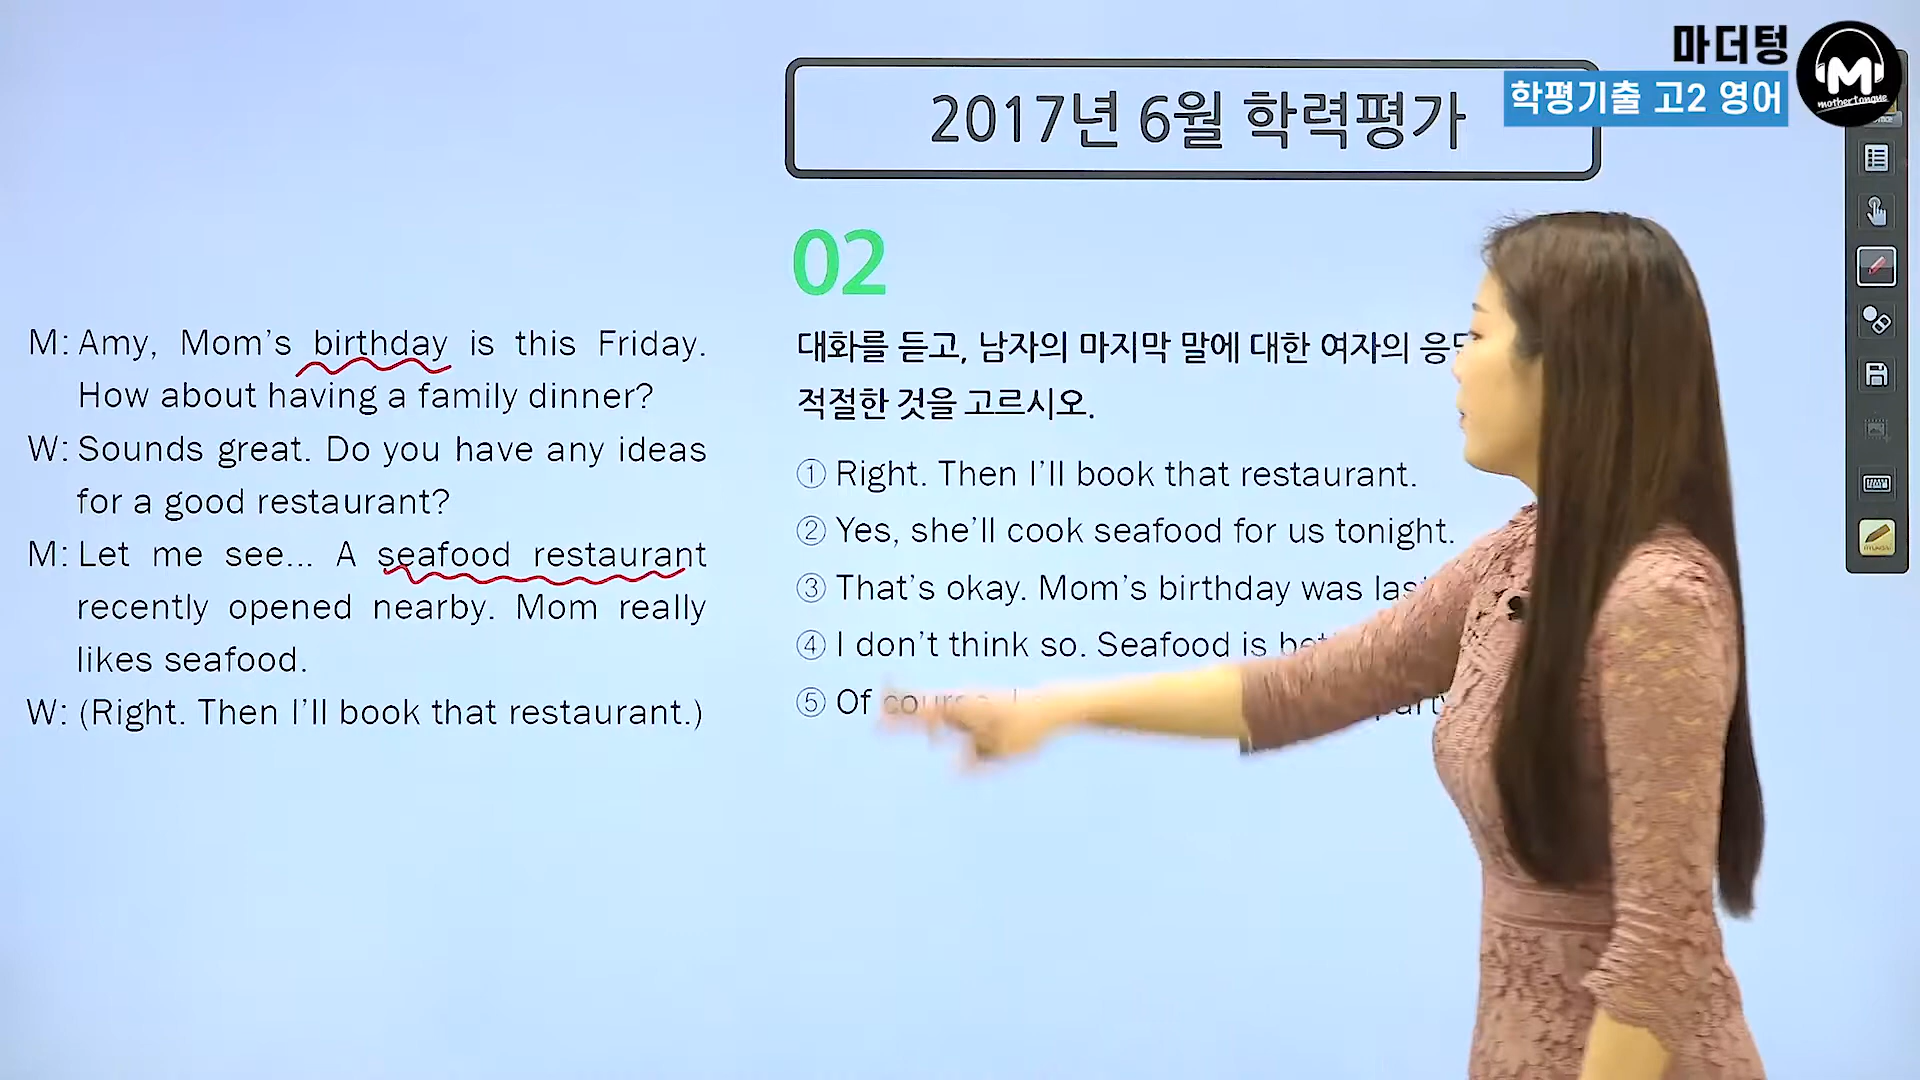 마더텅
학평기출 고2 영어
mother tongue
2017년 6월 학력평가
02
M: Amy, Mom's birthday is this Friday.
How about having a family dinner?
W: Sounds great. Do you have any ideas
for a good restaurant?
M: Let me see... A seafood restaurant
recently opened nearby. Mom really
likes seafood.
W: (Right. Then I'll book that restaurant.)
대화를 듣고, 남자의 마지막 말에 대한 여자의
적절한 것을 고르시오.
① Right. Then I'll book that restaurant.
② Yes, she'll cook seafood for us tonight.
③ That's okay. Mom's birthday was
④ I don't think so. Seafood is
⑤ Of course party